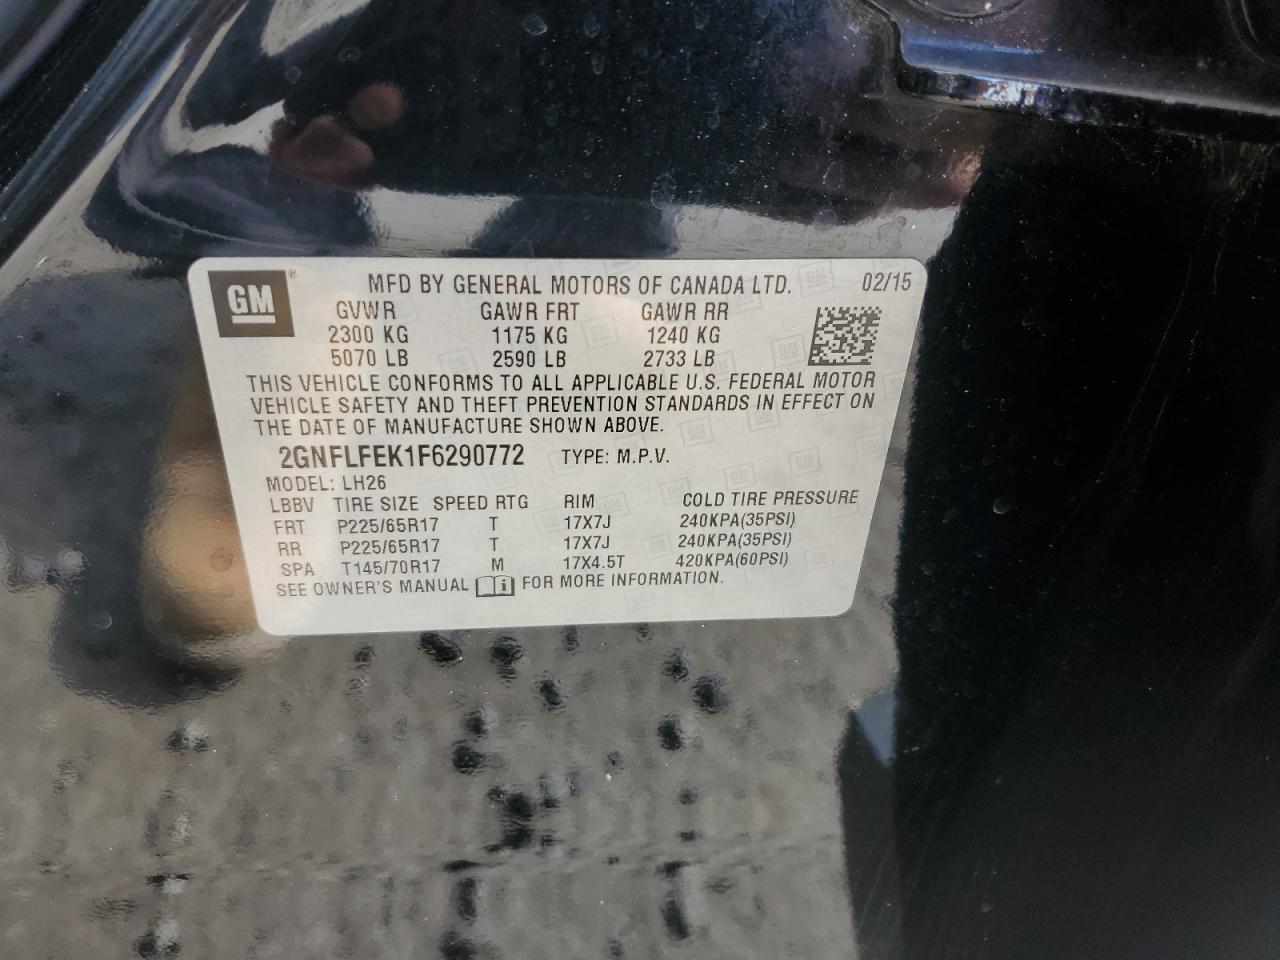 GM ® MFD BY GENERAL MOTORS OF CANADA LTD. 02/15
GVWR GAWR FRT GAWR RR
2300 KG 1175 KG 1240 KG
5070 LB 2590 LB 2733 LB
THIS VEHICLE CONFORMS TO ALL APPLICABLE U.S. FEDERAL MOTOR
VEHICLE SAFETY AND THEFT PREVENTION STANDARDS IN EFFECT ON
THE DATE OF MANUFACTURE SHOWN ABOVE.
2GNFLFEK1F6290772 TYPE: M.P.V.
MODEL: LH26
LBBV TIRE SIZE SPEED RTG RIM COLD TIRE PRESSURE
FRT P225/65R17 T 17X7J 240KPA(35PSI)
RR P225/65R17 T 17X7J 240KPA(35PSI)
SPA T145/70R17 M 17X4.5T 420KPA(60PSI)
SEE OWNER'S MANUAL i FOR MORE INFORMATION.